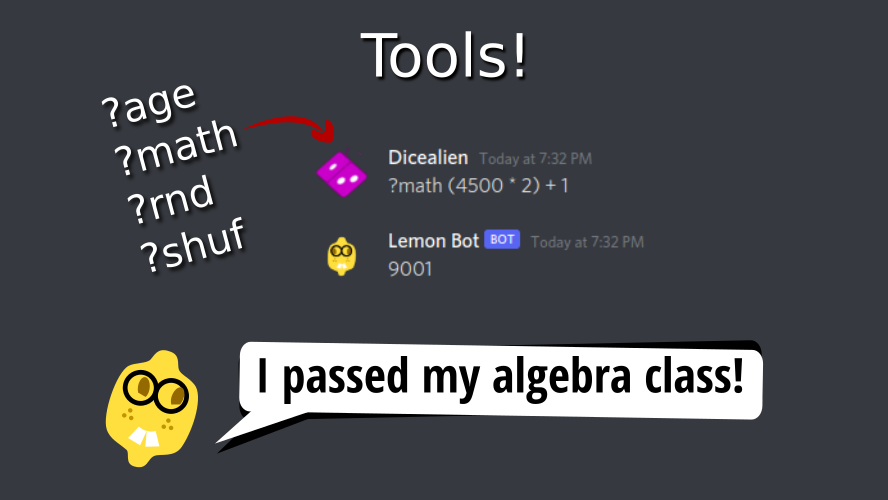 Tools!
?age
?math
?rnd
?shuf
Dicealien Today at 7:32 PM
?math (4500 * 2) + 1
Lemon Bot BOT Today at 7:32 PM
9001
I passed my algebra class!